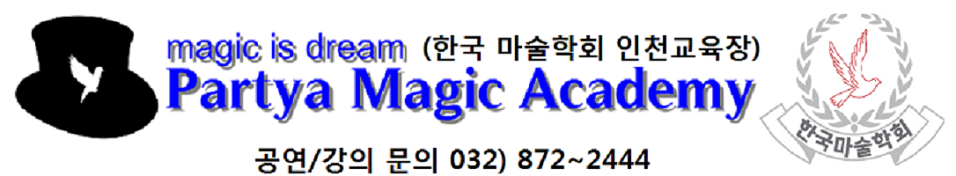 magic is dream (한국 마술학회 인천교육장)
Partya Magic Academy
공연/강의 문의 032) 872~2444
한국마술학회